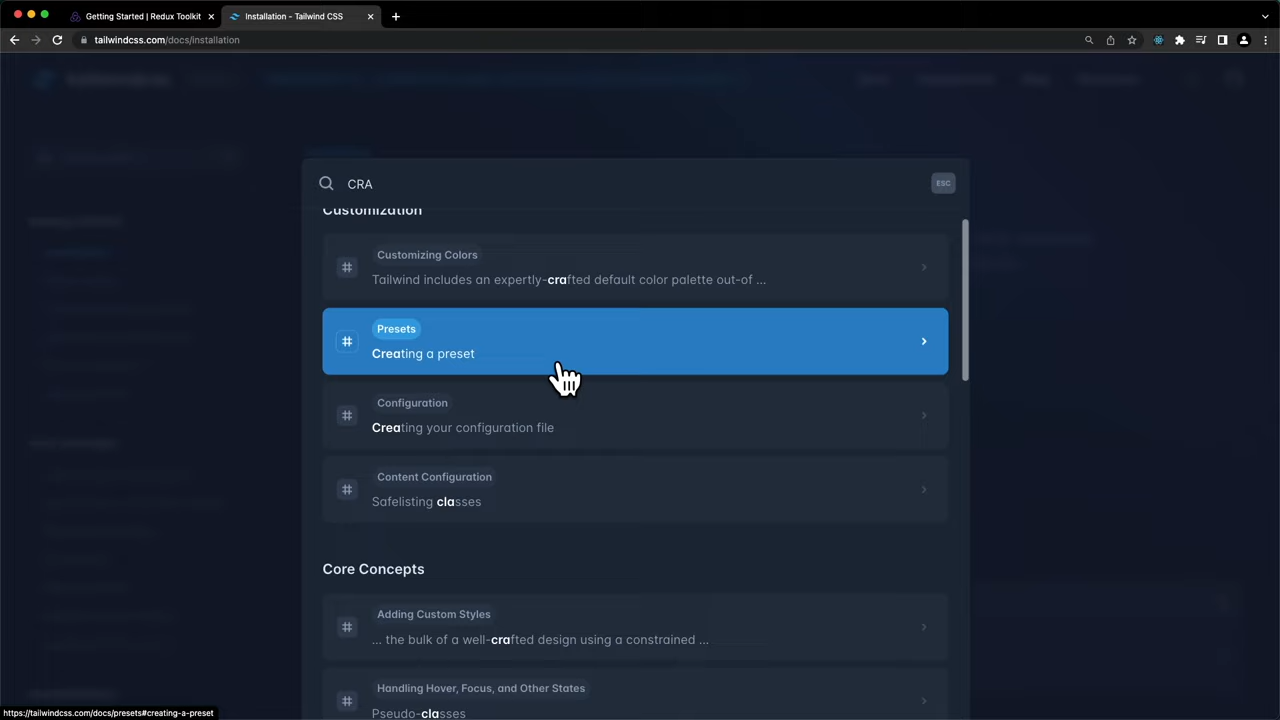 Getting Started | Redux Toolkit
Installation - Tailwind CSS
tailwindcss.com/docs/installation
CRA
ESC
Customization
Customizing Colors
Tailwind includes an expertly-crafted default color palette out-of ...
Presets
Creating a preset
Configuration
Creating your configuration file
Content Configuration
Safelisting classes
Core Concepts
Adding Custom Styles
... the bulk of a well-crafted design using a constrained ...
Handling Hover, Focus, and Other States
Pseudo-classes
https://tailwindcss.com/docs/presets#creating-a-preset